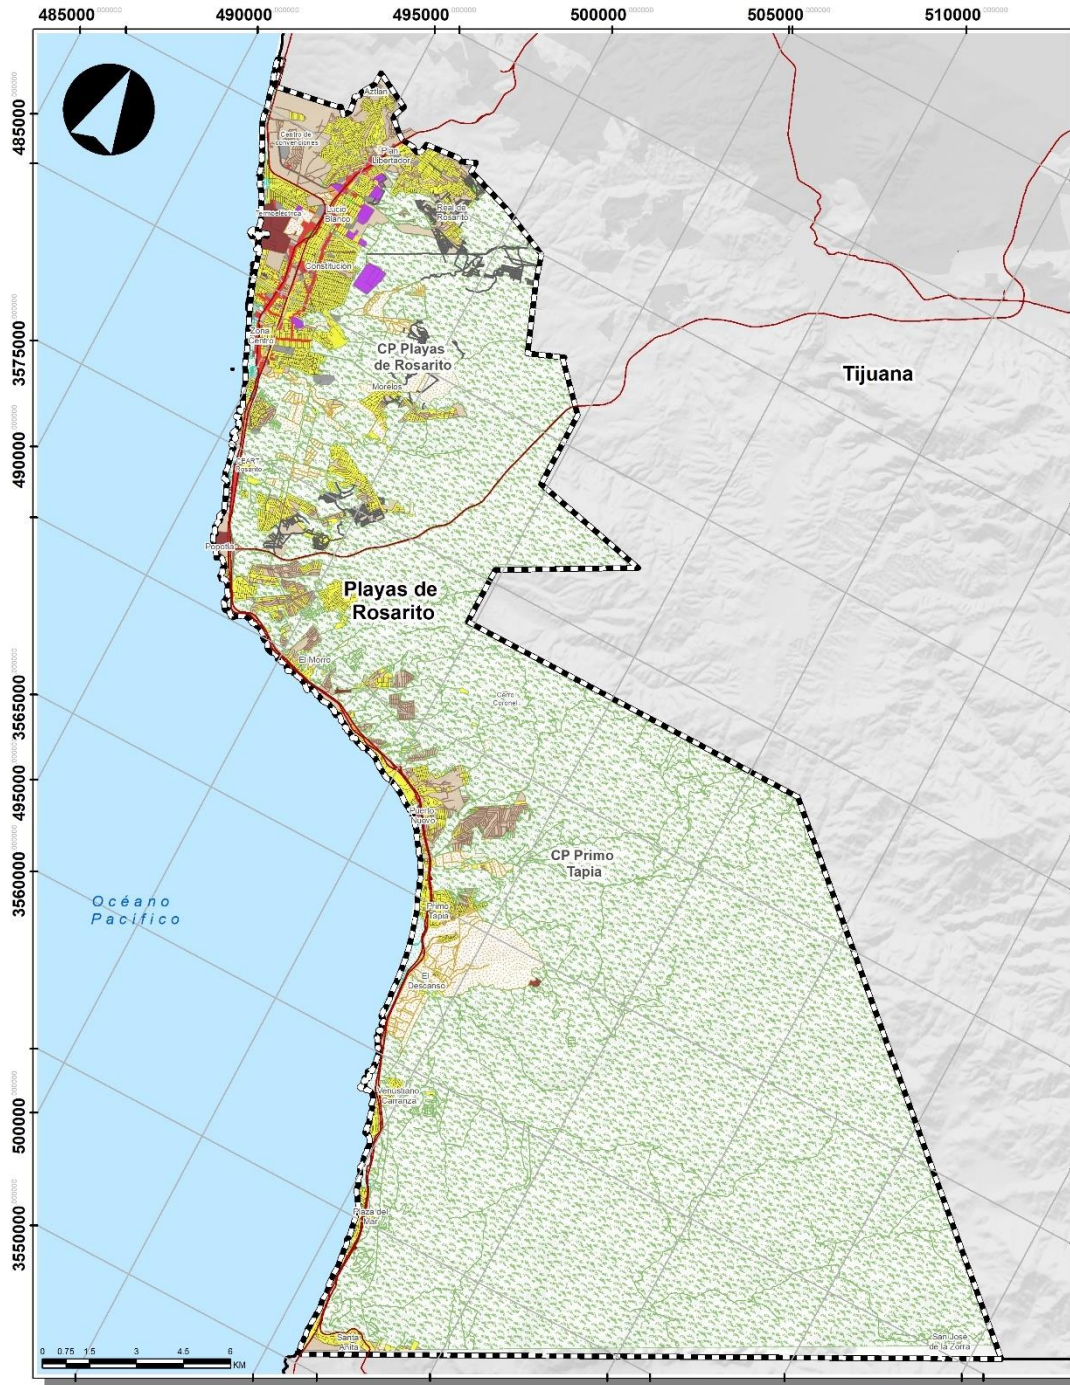 485000
490000
495000
500000
505000
510000
485000
3575000
490000
3565000
495000
3560000
500000
3550000
Aztlán
Centro de
convenciones
Plan
Libertador
Termoeléctrica
Lucio
Blanco
Real de
Rosarito
Constitución
Zona
Centro
CP Playas
de Rosarito
Morelos
Tijuana
CEART
Rosarito
Popotla
Playas de
Rosarito
El Morro
Cerro
Coronel
Puerto
Nuevo
CP Primo
Tapia
Océano
Pacífico
Primo
Tapia
El
Descanso
Venustiano
Carranza
Plaza del
Mar
Santa
Anita
San José
de la Zorra
0 0.75 1.5 3 4.5 6
KM